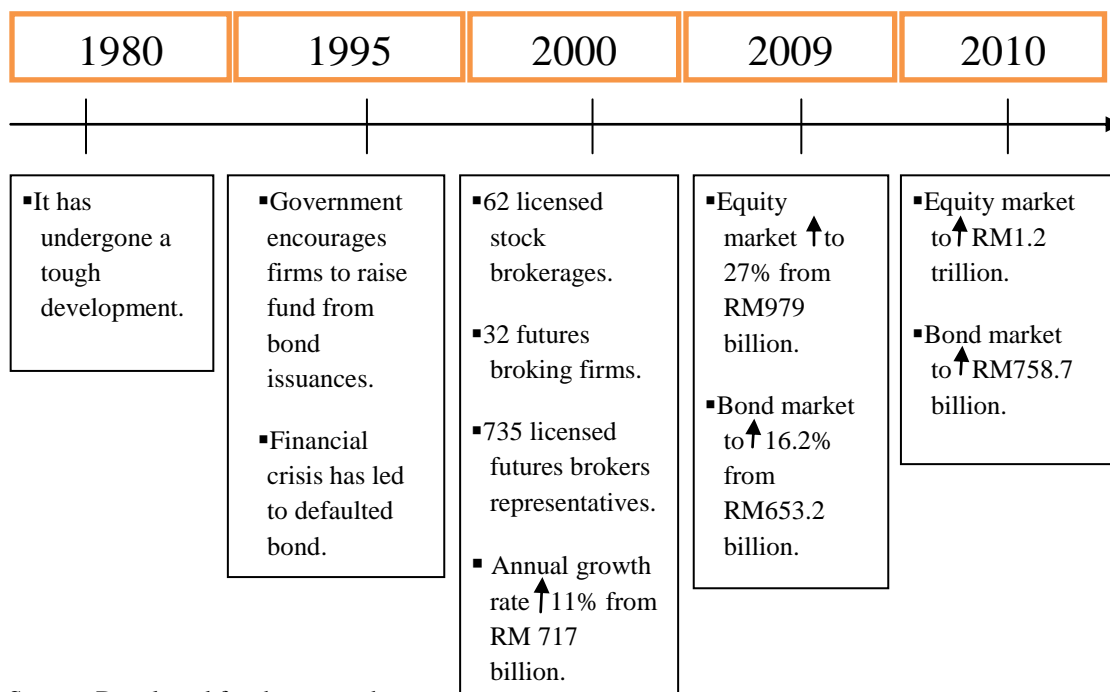 1980
1995
2000
2009
2010
▪It has
undergone a
tough
development.
▪Government
encourages
firms to raise
fund from
bond
issuances.
▪Financial
crisis has led
to defaulted
bond.
▪62 licensed
stock
brokerages.
▪32 futures
broking firms.
▪735 licensed
futures brokers
representatives.
▪ Annual growth
rate ↑11% from
RM 717
billion.
▪Equity
market ↑to
27% from
RM979
billion.
▪Bond market
to↑ 16.2%
from
RM653.2
billion.
▪Equity market
to↑RM1.2
trillion.
▪Bond market
to↑RM758.7
billion.